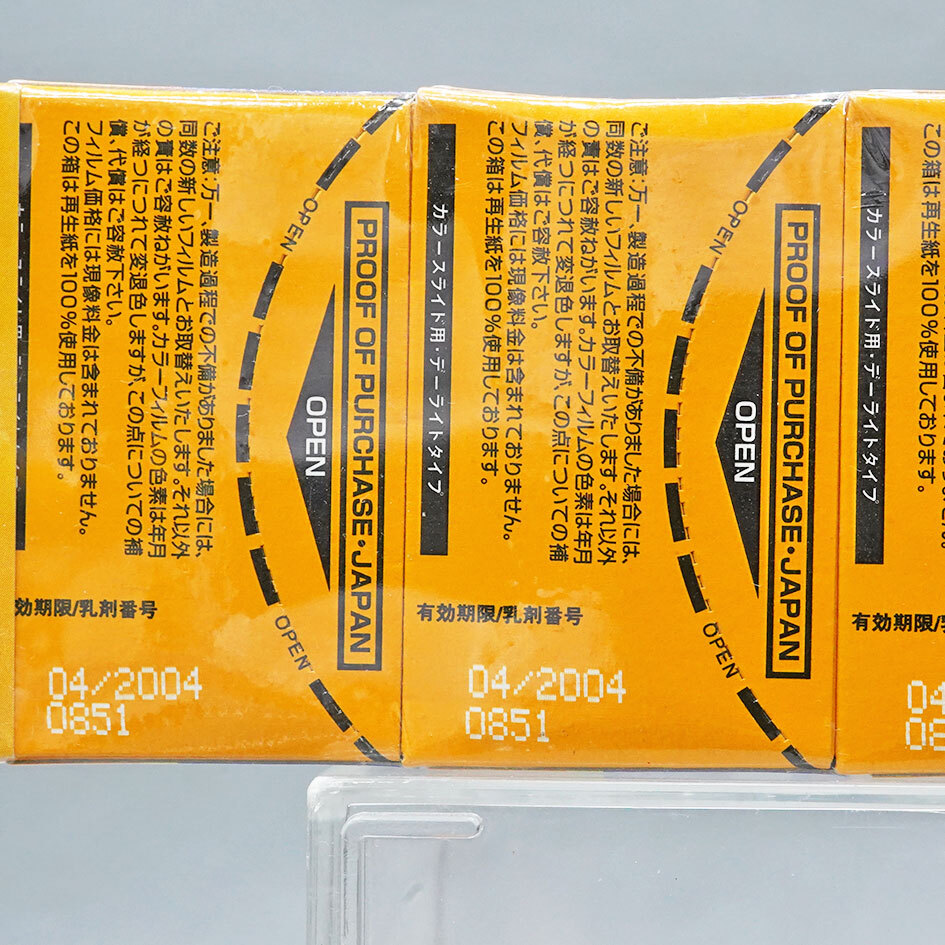 ご注意:万一、製造過程での不備がありました場合には、
同数の新しいフィルムとお取替えいたします。それ以外
の責はご容赦ねがいます。カラーフィルムの色素は年月
が経つにつれて変退色しますが、この点についての補
償、代償はご容赦下さい。
フィルム価格には現像料金は含まれておりません。
この箱は再生紙を100%使用しております。
OPEN
PROOF OF PURCHASE•JAPAN
OPEN
OPEN
効期限/乳剤番号
04/2004
0851
カラースライド用・デーライトタイプ
ご注意:万一、製造過程での不備がありました場合には、
同数の新しいフィルムとお取替えいたします。それ以外
の責はご容赦ねがいます。カラーフィルムの色素は年月
が経つにつれて変退色しますが、この点についての補
償、代償はご容赦下さい。
フィルム価格には現像料金は含まれておりません。
この箱は再生紙を100%使用しております。
OPEN
PROOF OF PURCHASE•JAPAN
OPEN
OPEN
有効期限/乳剤番号
04/2004
0851
カラースライド用・デーライトタイプ
この箱は再生紙を100%使用しております。
有効期限/
04
08